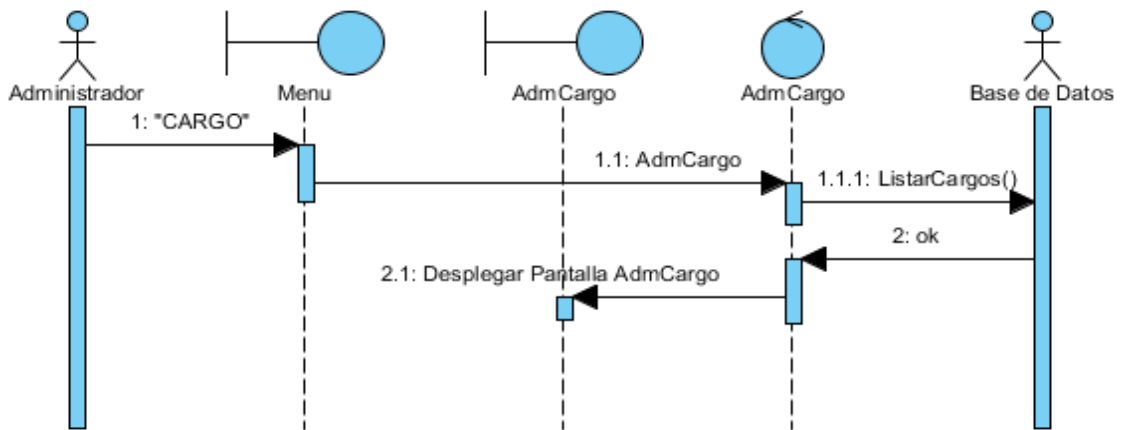 Administrador
Menu
AdmCargo
AdmCargo
Base de Datos
1: "CARGO"
1.1: AdmCargo
1.1.1: ListarCargos()
2: ok
2.1: Desplegar Pantalla AdmCargo